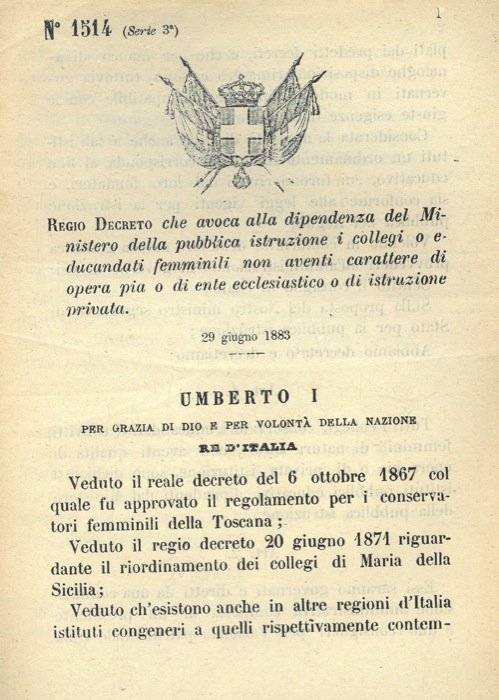 1
N° 1514 (Serie 3ª)
REGIO DECRETO che avoca alla dipendenza del Mi-
nistero della pubblica istruzione i collegi o e-
ducandati femminili non aventi carattere di
opera pia o di ente ecclesiastico o di istruzione
privata.
29 giugno 1883
UMBERTO I
PER GRAZIA DI DIO E PER VOLONTÀ DELLA NAZIONE
RE D'ITALIA
Veduto il reale decreto del 6 ottobre 1867 col
quale fu approvato il regolamento per i conserva-
tori femminili della Toscana;
Veduto il regio decreto 20 giugno 1871 riguar-
dante il riordinamento dei collegi di Maria della
Sicilia;
Veduto ch'esistono anche in altre regioni d'Italia
istituti congeneri a quelli rispettivamente contem-